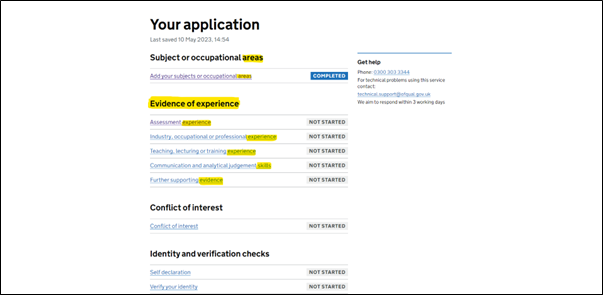 Your application
Last saved 10 May 2023, 14:54
Subject or occupational areas
Add your subjects or occupational areas COMPLETED
Evidence of experience
Assessment experience NOT STARTED
Industry, occupational or professional experience NOT STARTED
Teaching, lecturing or training experience NOT STARTED
Communication and analytical judgement skills NOT STARTED
Further supporting evidence NOT STARTED
Conflict of interest
Conflict of interest NOT STARTED
Identity and verification checks
Self declaration NOT STARTED
Verify your identity NOT STARTED
Get help
Phone: 0300 303 3344
For technical problems using this service
contact:
technical.support@ofqual.gov.uk
We aim to respond within 3 working days